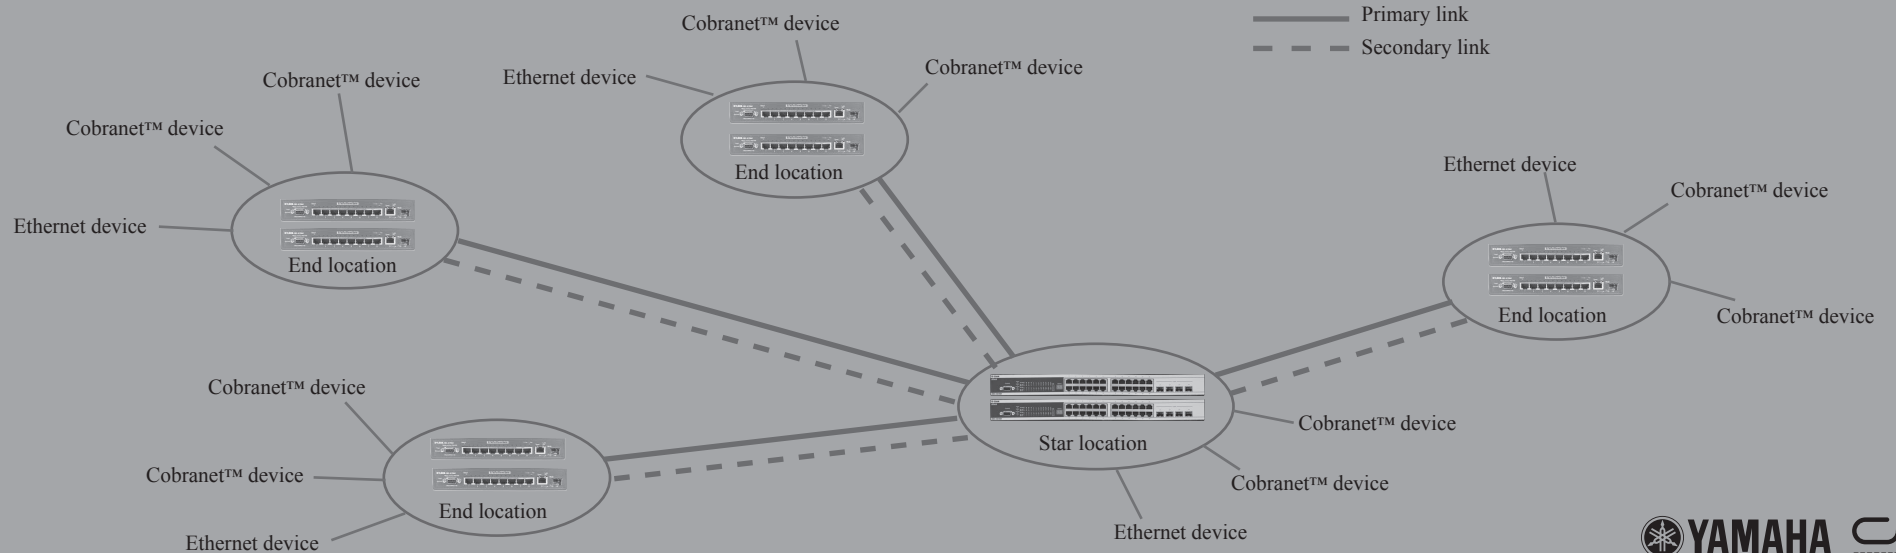 Primary link
Secondary link
Cobranet™ device
Ethernet device
Cobranet™ device
End location
Cobranet™ device
Cobranet™ device
Ethernet device
End location
Ethernet device
Cobranet™ device
Cobranet™ device
End location
Cobranet™ device
Cobranet™ device
Ethernet device
End location
Star location
Cobranet™ device
Cobranet™ device
Ethernet device
YAMAHA